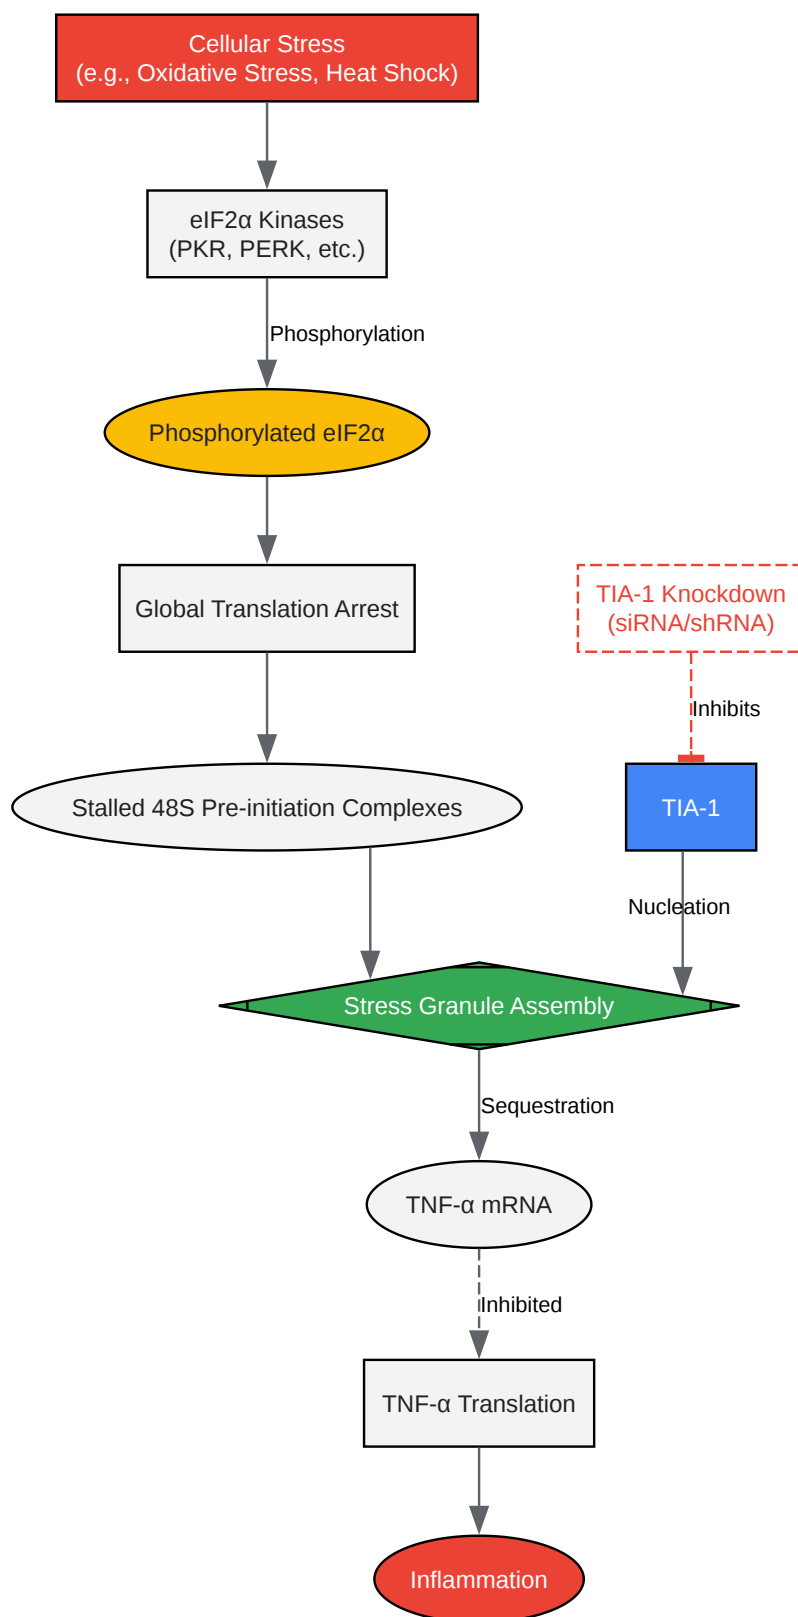 Cellular Stress
(e.g., Oxidative Stress, Heat Shock)
eIF2α Kinases
(PKR, PERK, etc.)
Phosphorylation
Phosphorylated eIF2α
Global Translation Arrest
TIA-1 Knockdown
(siRNA/shRNA)
Inhibits
Stalled 48S Pre-initiation Complexes
TIA-1
Nucleation
Stress Granule Assembly
Sequestration
TNF-α mRNA
Inhibited
TNF-α Translation
Inflammation